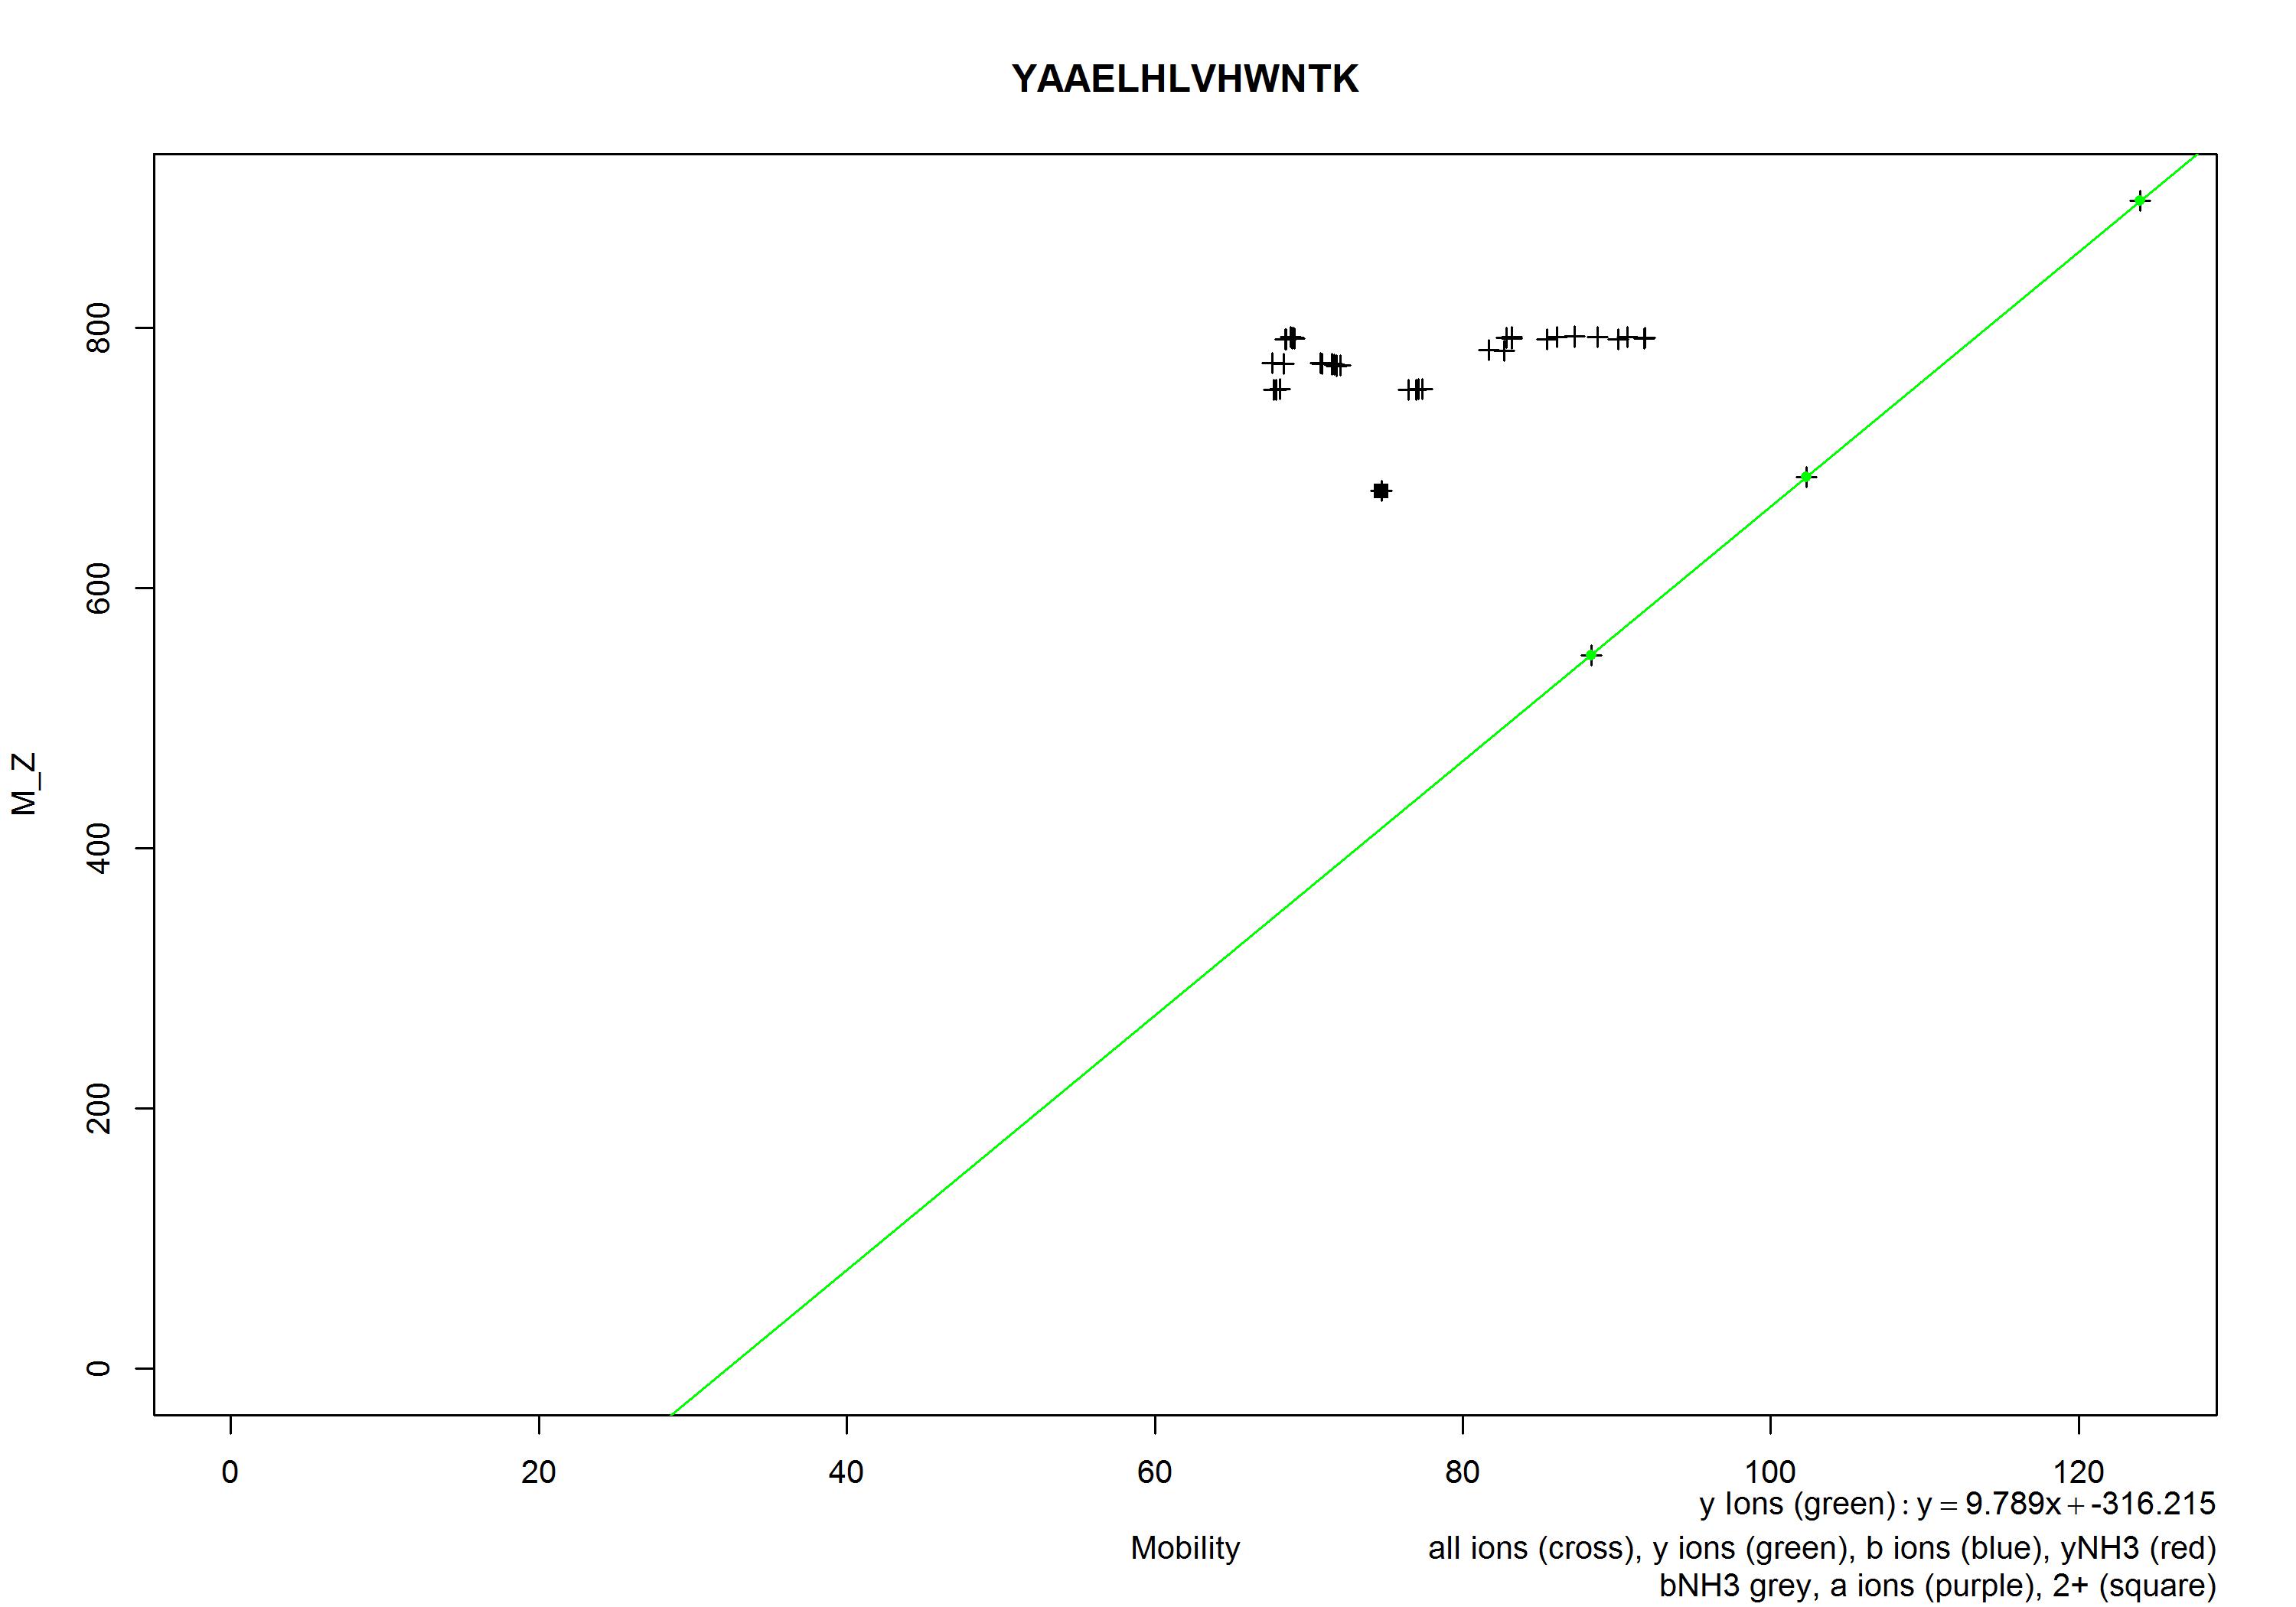 YAAELHLVHWNTK
M_Z
800
600
400
200
0
0 20 40 60 80 100 120
y Ions (green) : y = 9.789x + -316.215
Mobility
all ions (cross), y ions (green), b ions (blue), yNH3 (red)
bNH3 grey, a ions (purple), 2+ (square)